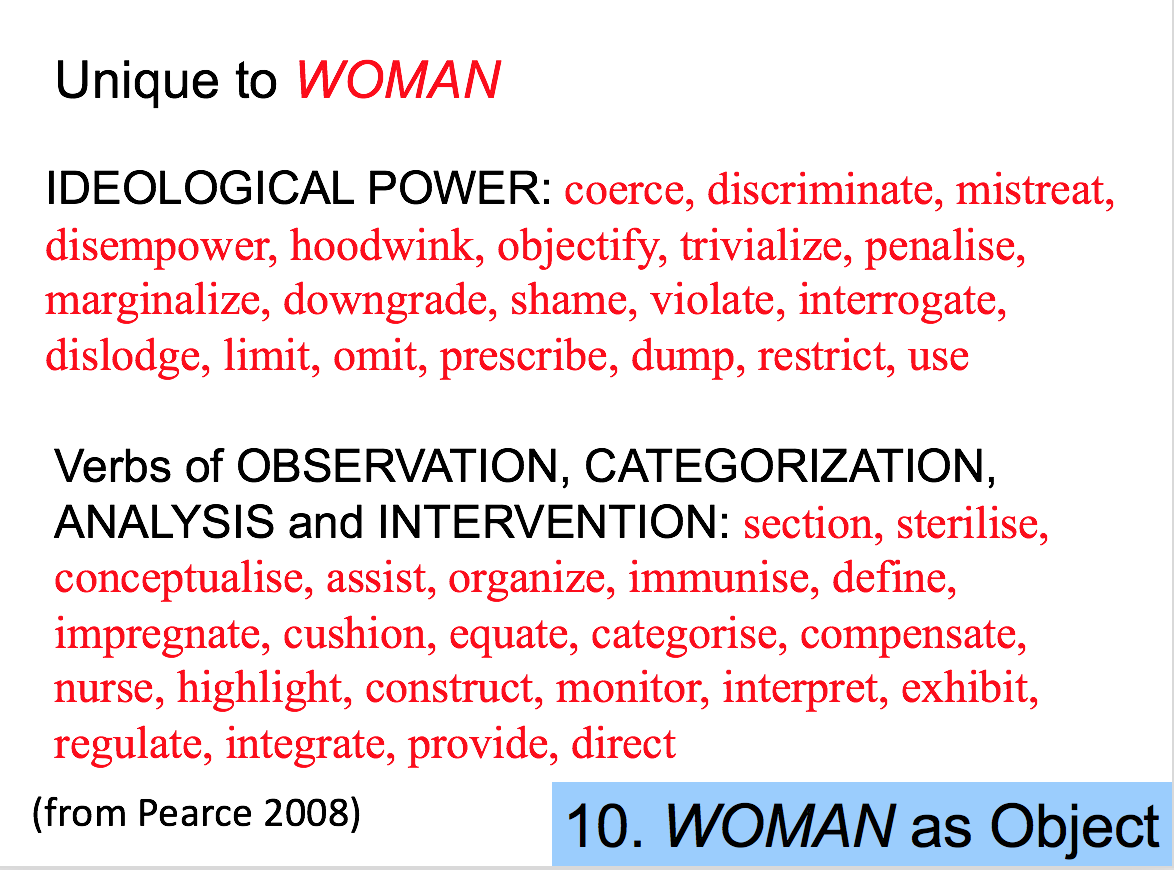 Unique to WOMAN
IDEOLOGICAL POWER: coerce, discriminate, mistreat,
disempower, hoodwink, objectify, trivialize, penalise,
marginalize, downgrade, shame, violate, interrogate,
dislodge, limit, omit, prescribe, dump, restrict, use
Verbs of OBSERVATION, CATEGORIZATION,
ANALYSIS and INTERVENTION: section, sterilise,
conceptualise, assist, organize, immunise, define,
impregnate, cushion, equate, categorise, compensate,
nurse, highlight, construct, monitor, interpret, exhibit,
regulate, integrate, provide, direct
(from Pearce 2008)
10. WOMAN as Object